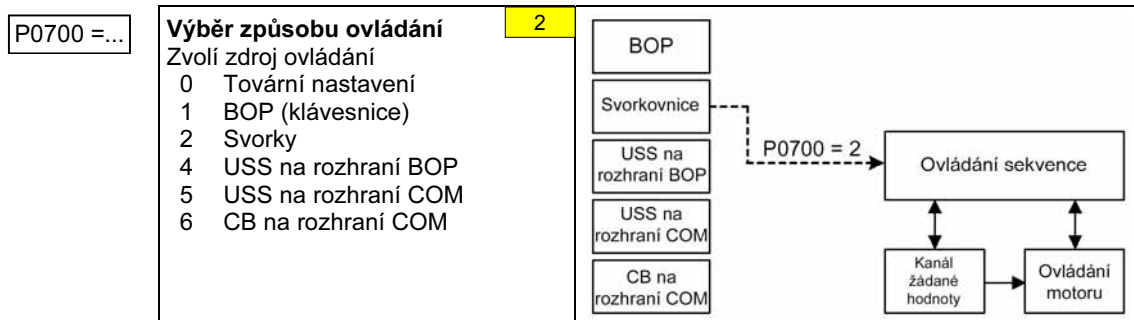 P0700 =...
Výběr způsobu ovládání
2
Zvolí zdroj ovládání
0 Tovární nastavení
1 BOP (klávesnice)
2 Svorky
4 USS na rozhraní BOP
5 USS na rozhraní COM
6 CB na rozhraní COM
BOP
Svorkovnice
USS na
rozhraní BOP
USS na
rozhraní COM
CB na
rozhraní COM
P0700 = 2
Ovládání sekvence
Kanál
žádané
hodnoty
Ovládání
motoru